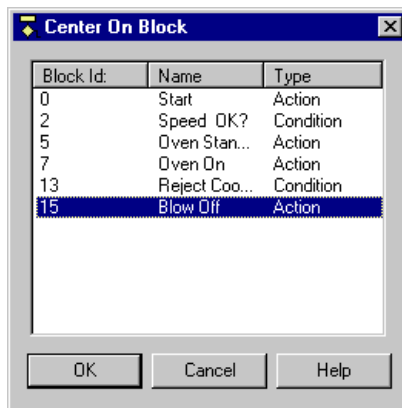 Center On Block
Block Id: Name Type
0 Start Action
2 Speed OK? Condition
5 Oven Stan... Action
7 Oven On Action
13 Reject Coo... Condition
15 Blow Off Action
OK Cancel Help